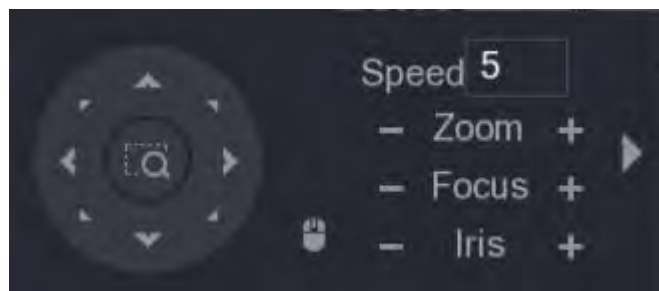 Speed 5
− Zoom +
− Focus +
− Iris +